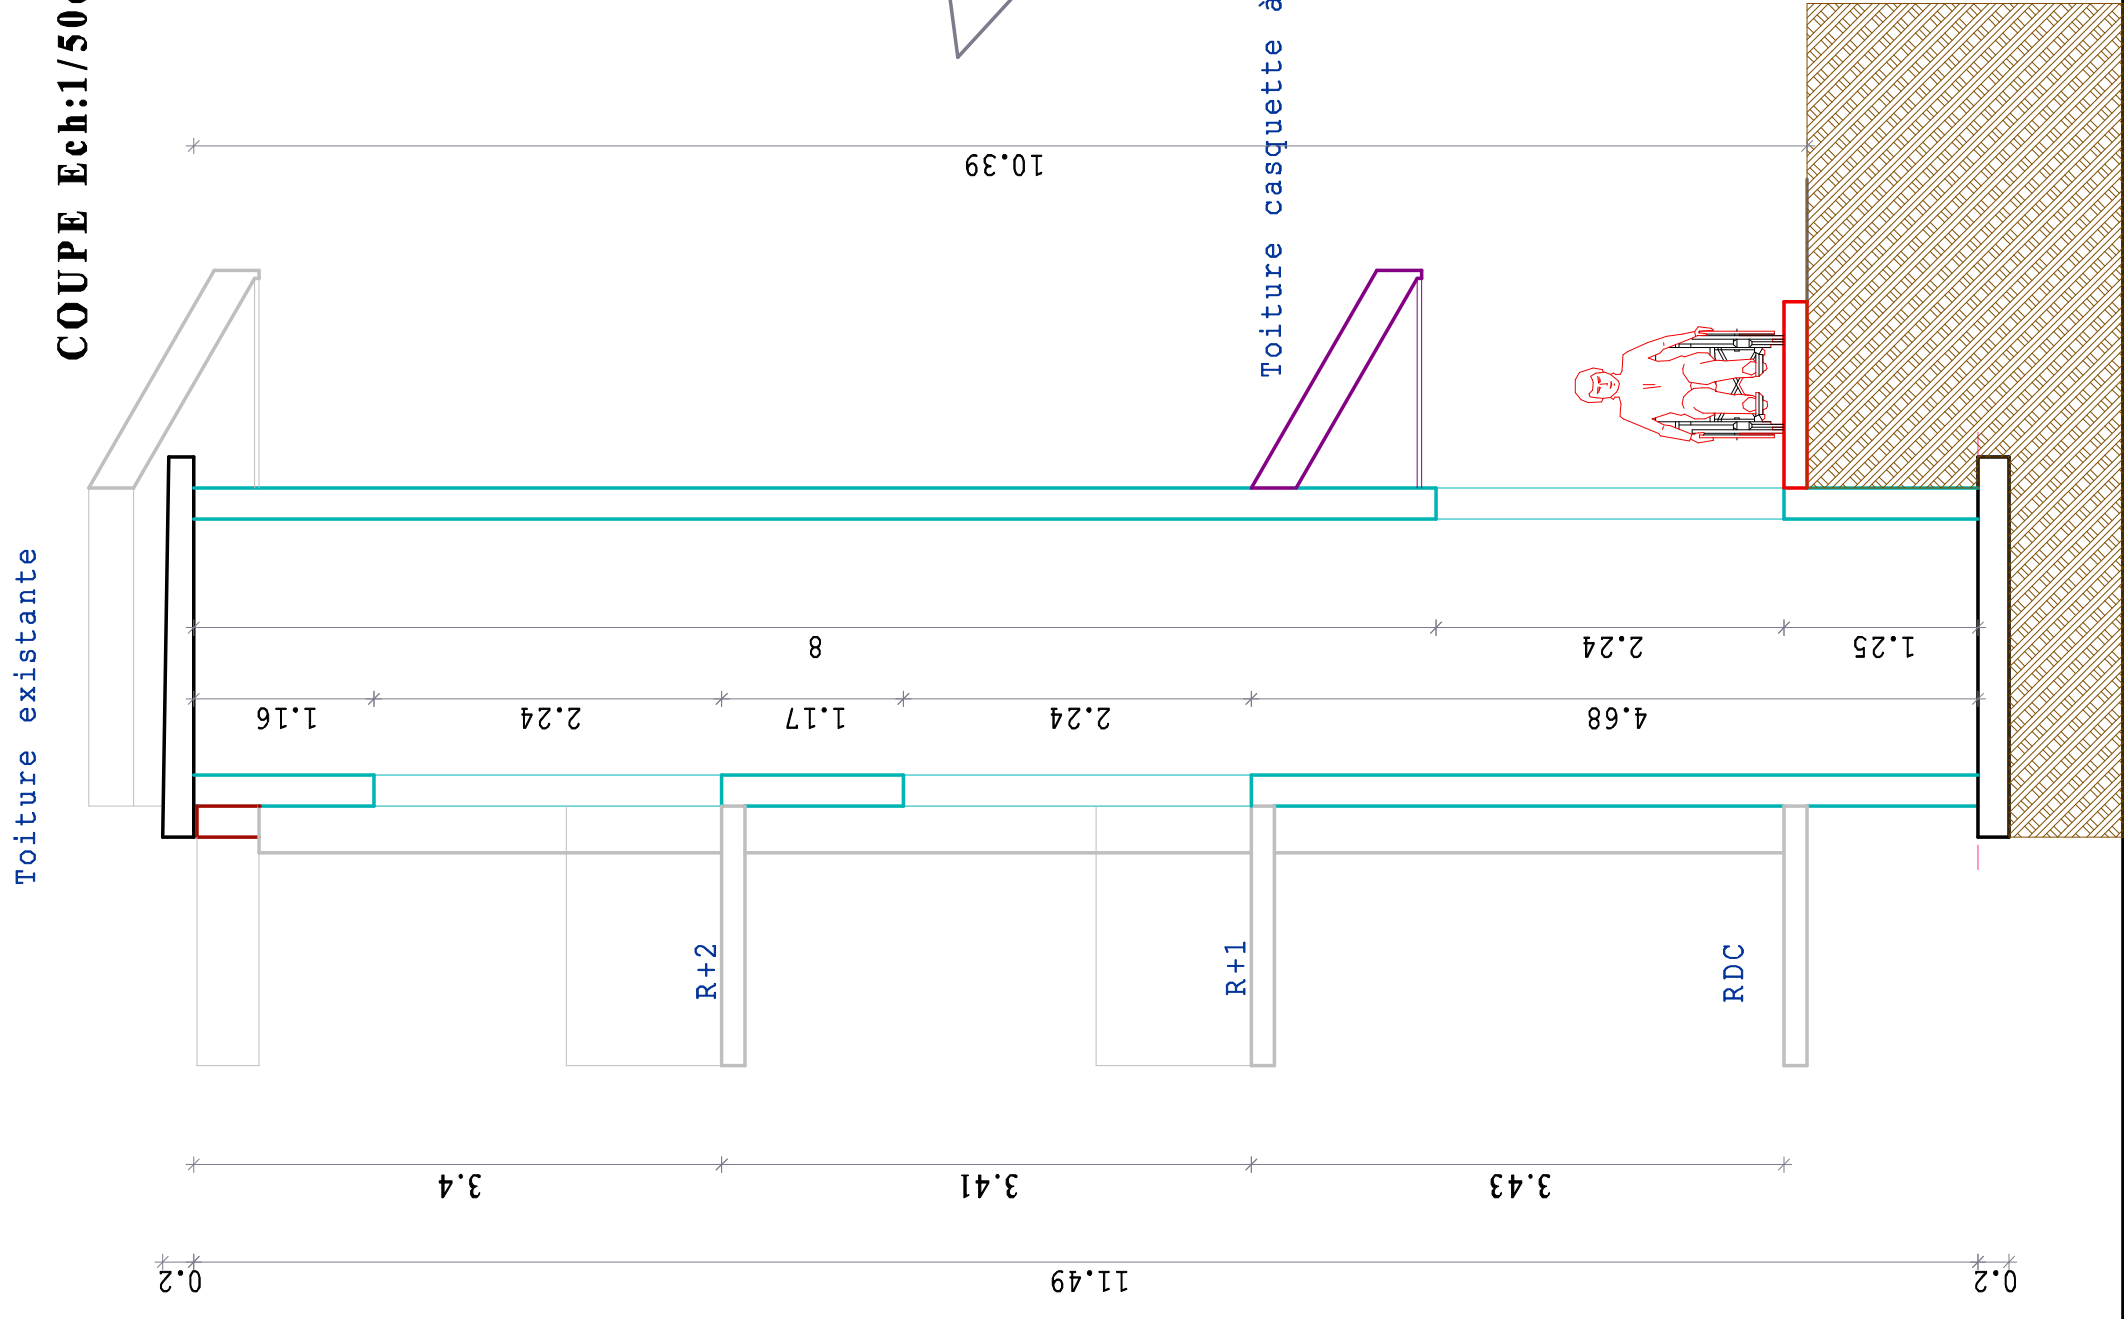 COUPE Ech:1/50
Toiture existante
Toiture casquette à
10.39
8
2.24
1.25
1.16
2.24
1.17
2.24
4.68
R+2
R+1
RDC
3.4
3.41
3.43
0.2
11.49
0.2